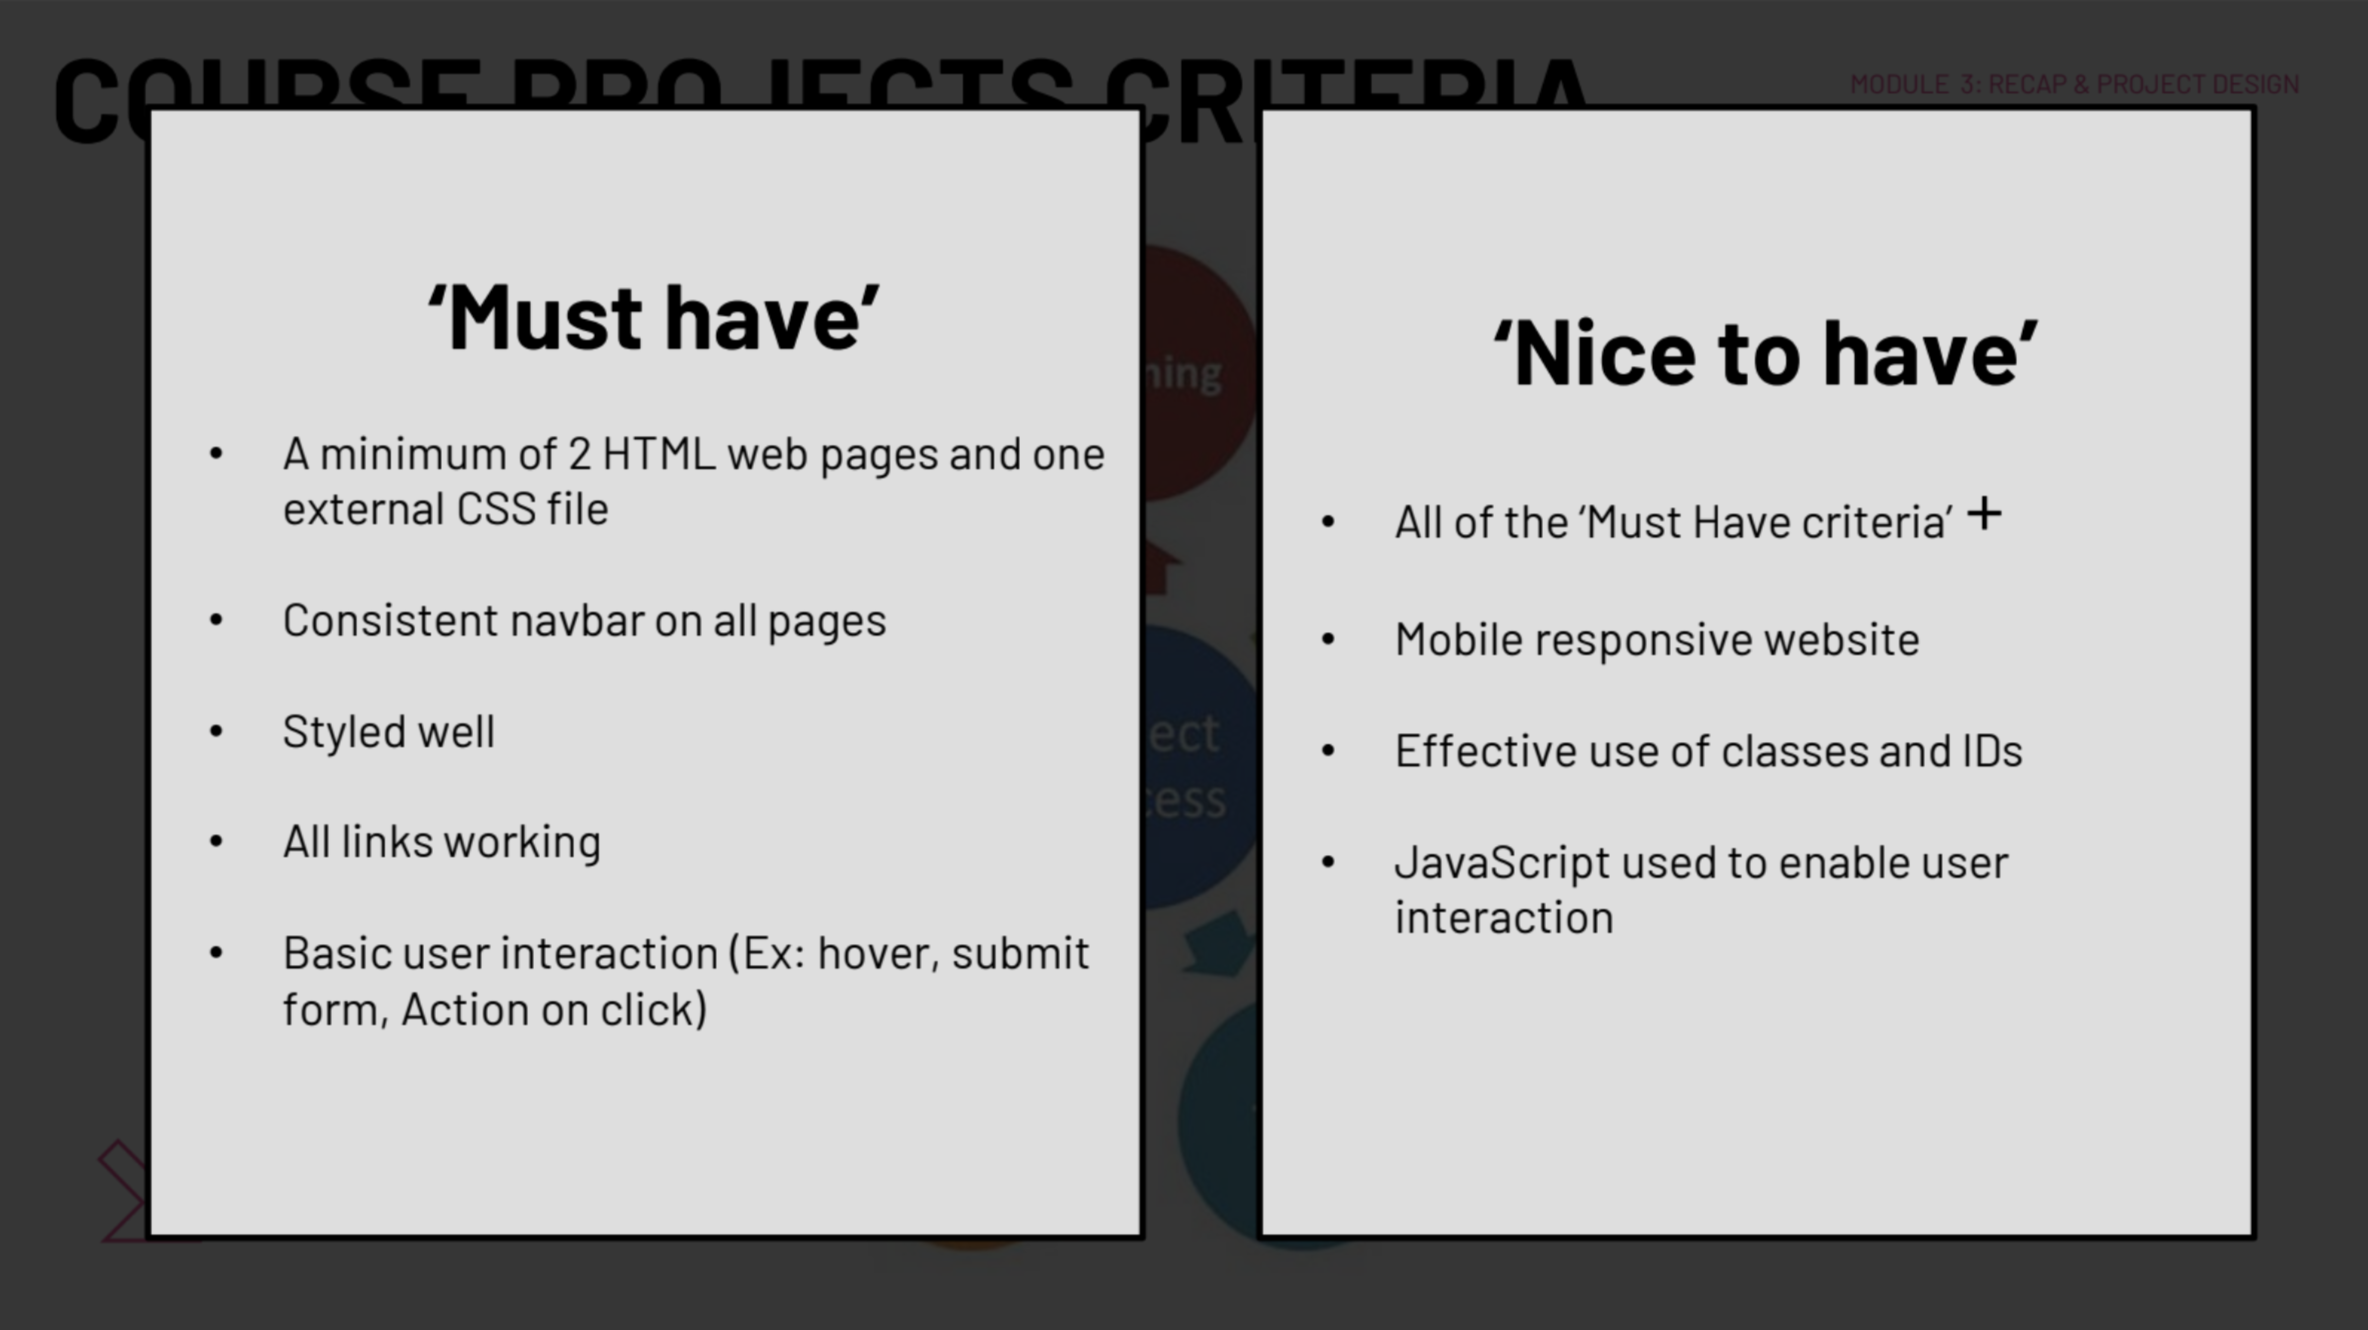 COURSE PROJECTS CRITERIA
MODULE 3: RECAP & PROJECT DESIGN
‘Must have’
• A minimum of 2 HTML web pages and one
external CSS file
• Consistent navbar on all pages
• Styled well
• All links working
• Basic user interaction (Ex: hover, submit
form, Action on click)
‘Nice to have’
• All of the ‘Must Have criteria’ +
• Mobile responsive website
• Effective use of classes and IDs
• JavaScript used to enable user
interaction